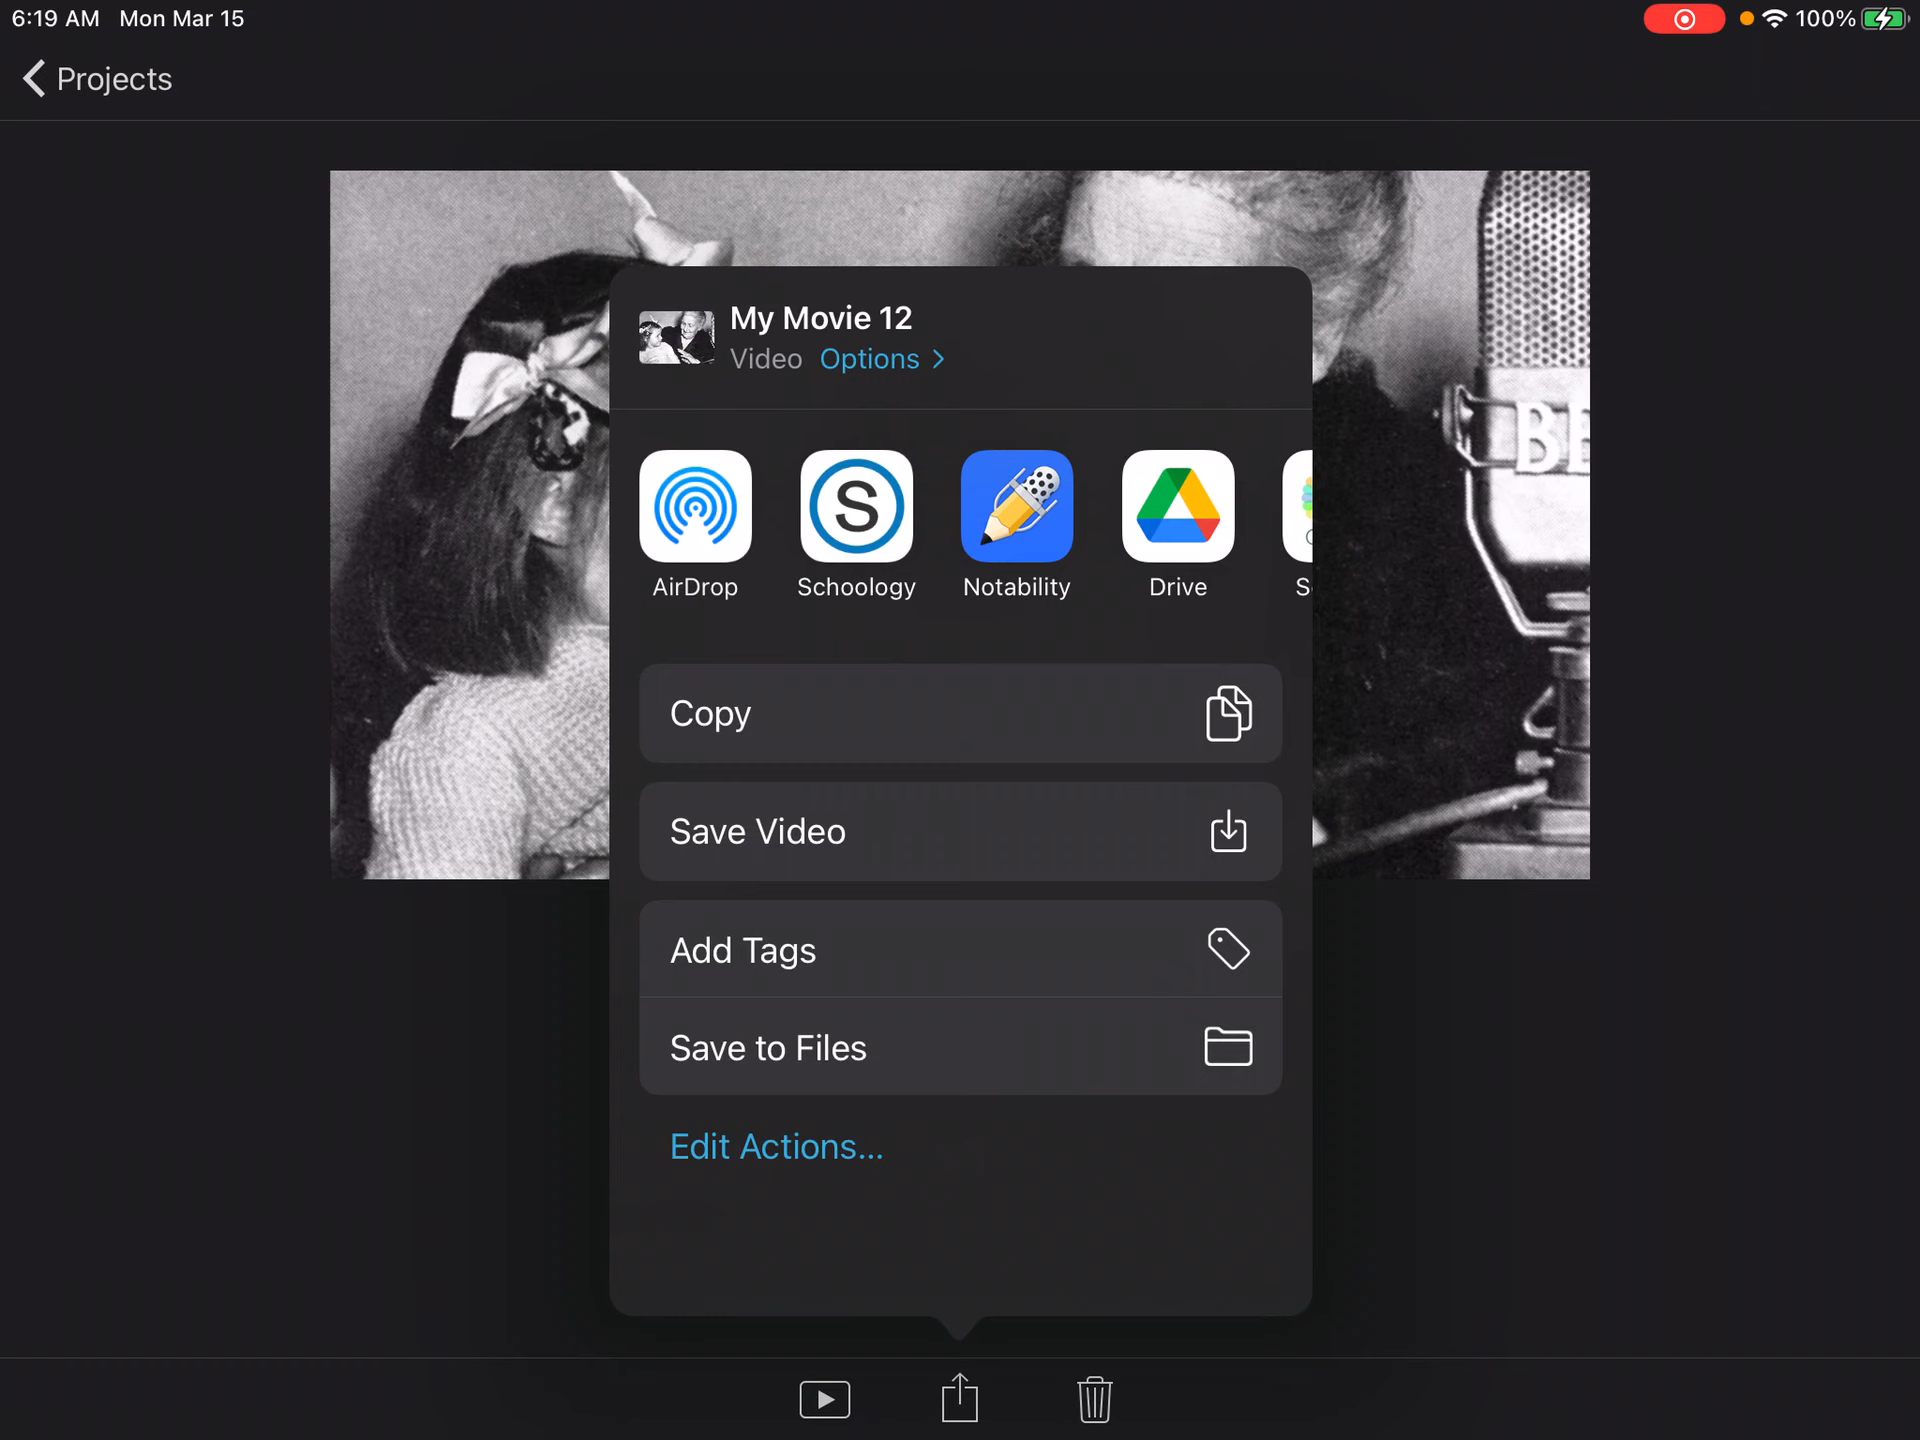 6:19 AM Mon Mar 15
100%
Projects
My Movie 12
Video Options
BB
S
AirDrop
Schoology
Notability
Drive
Copy
Save Video
Add Tags
Save to Files
Edit Actions...